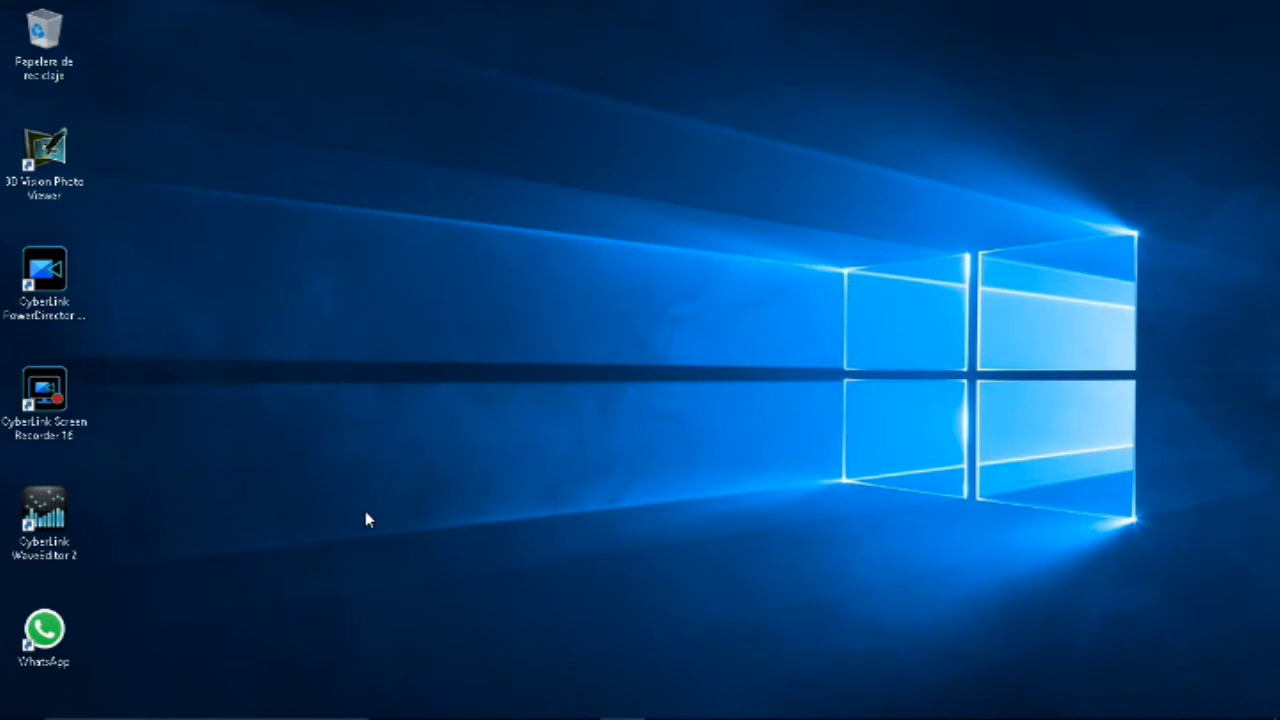 Papelera de
reciclaje
3D Vision Photo
Viewer
CyberLink
PowerDirector ...
CyberLink Screen
Recorder 16
CyberLink
WaveEditor 2
WhatsApp